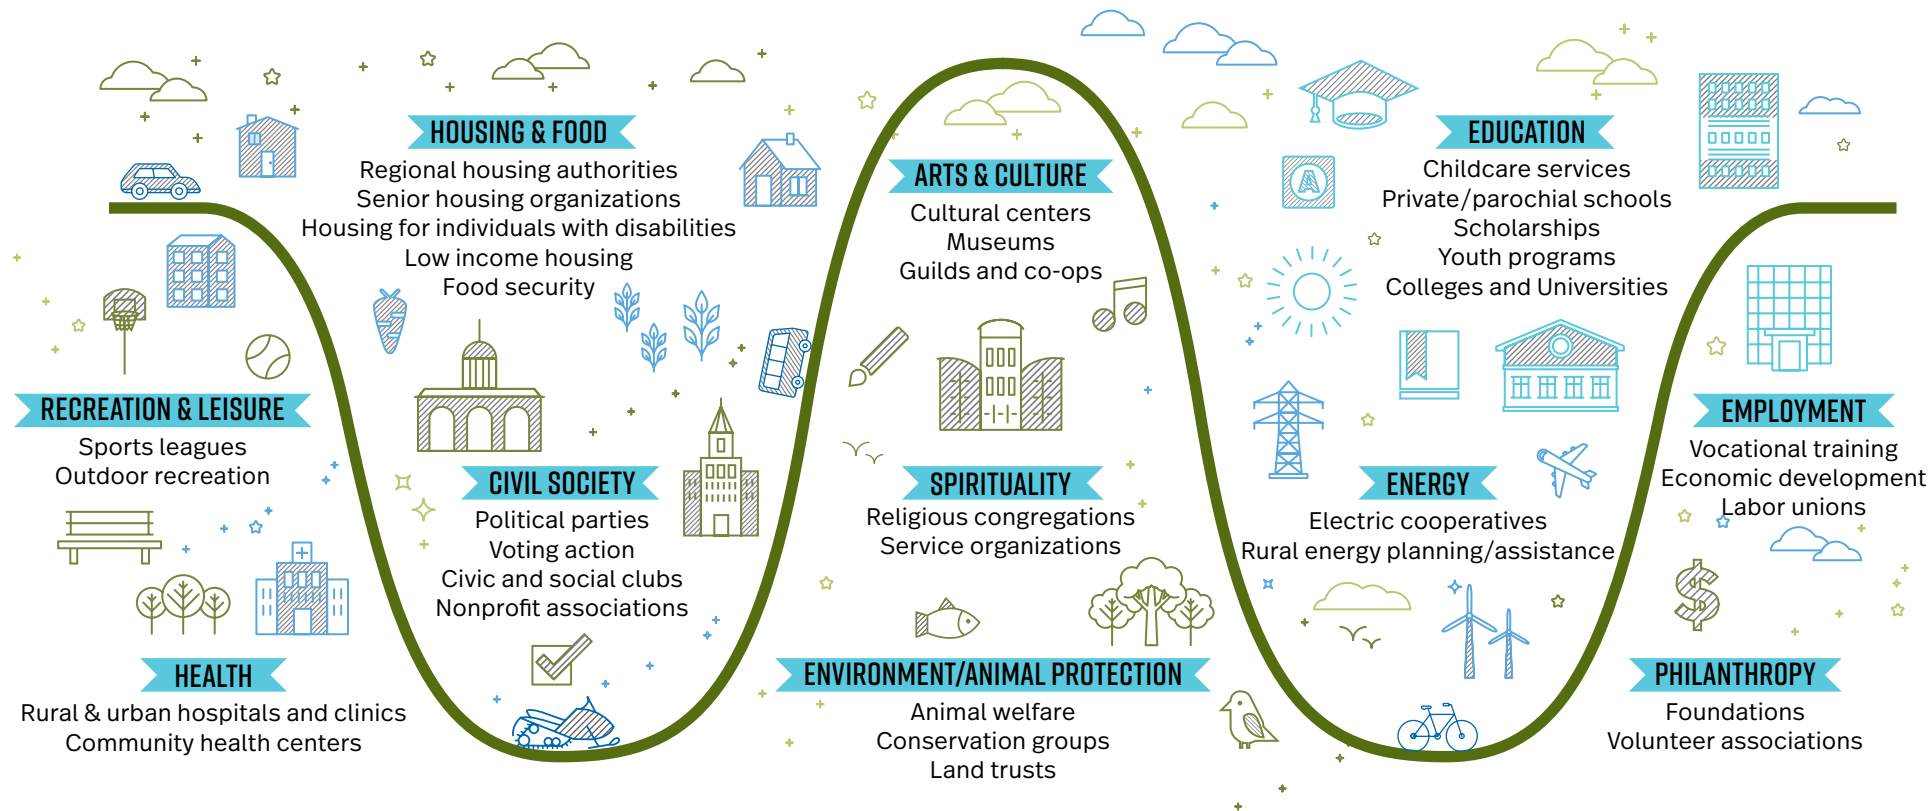 RECREATION & LEISURE
Sports leagues
Outdoor recreation
HEALTH
Rural & urban hospitals and clinics
Community health centers
HOUSING & FOOD
Regional housing authorities
Senior housing organizations
Housing for individuals with disabilities
Low income housing
Food security
CIVIL SOCIETY
Political parties
Voting action
Civic and social clubs
Nonprofit associations
ARTS & CULTURE
Cultural centers
Museums
Guilds and co-ops
SPIRITUALITY
Religious congregations
Service organizations
ENVIRONMENT/ANIMAL PROTECTION
Animal welfare
Conservation groups
Land trusts
A
EDUCATION
Childcare services
Private/parochial schools
Scholarships
Youth programs
Colleges and Universities
ENERGY
Electric cooperatives
Rural energy planning/assistance
EMPLOYMENT
Vocational training
Economic development
Labor unions
$
PHILANTHROPY
Foundations
Volunteer associations